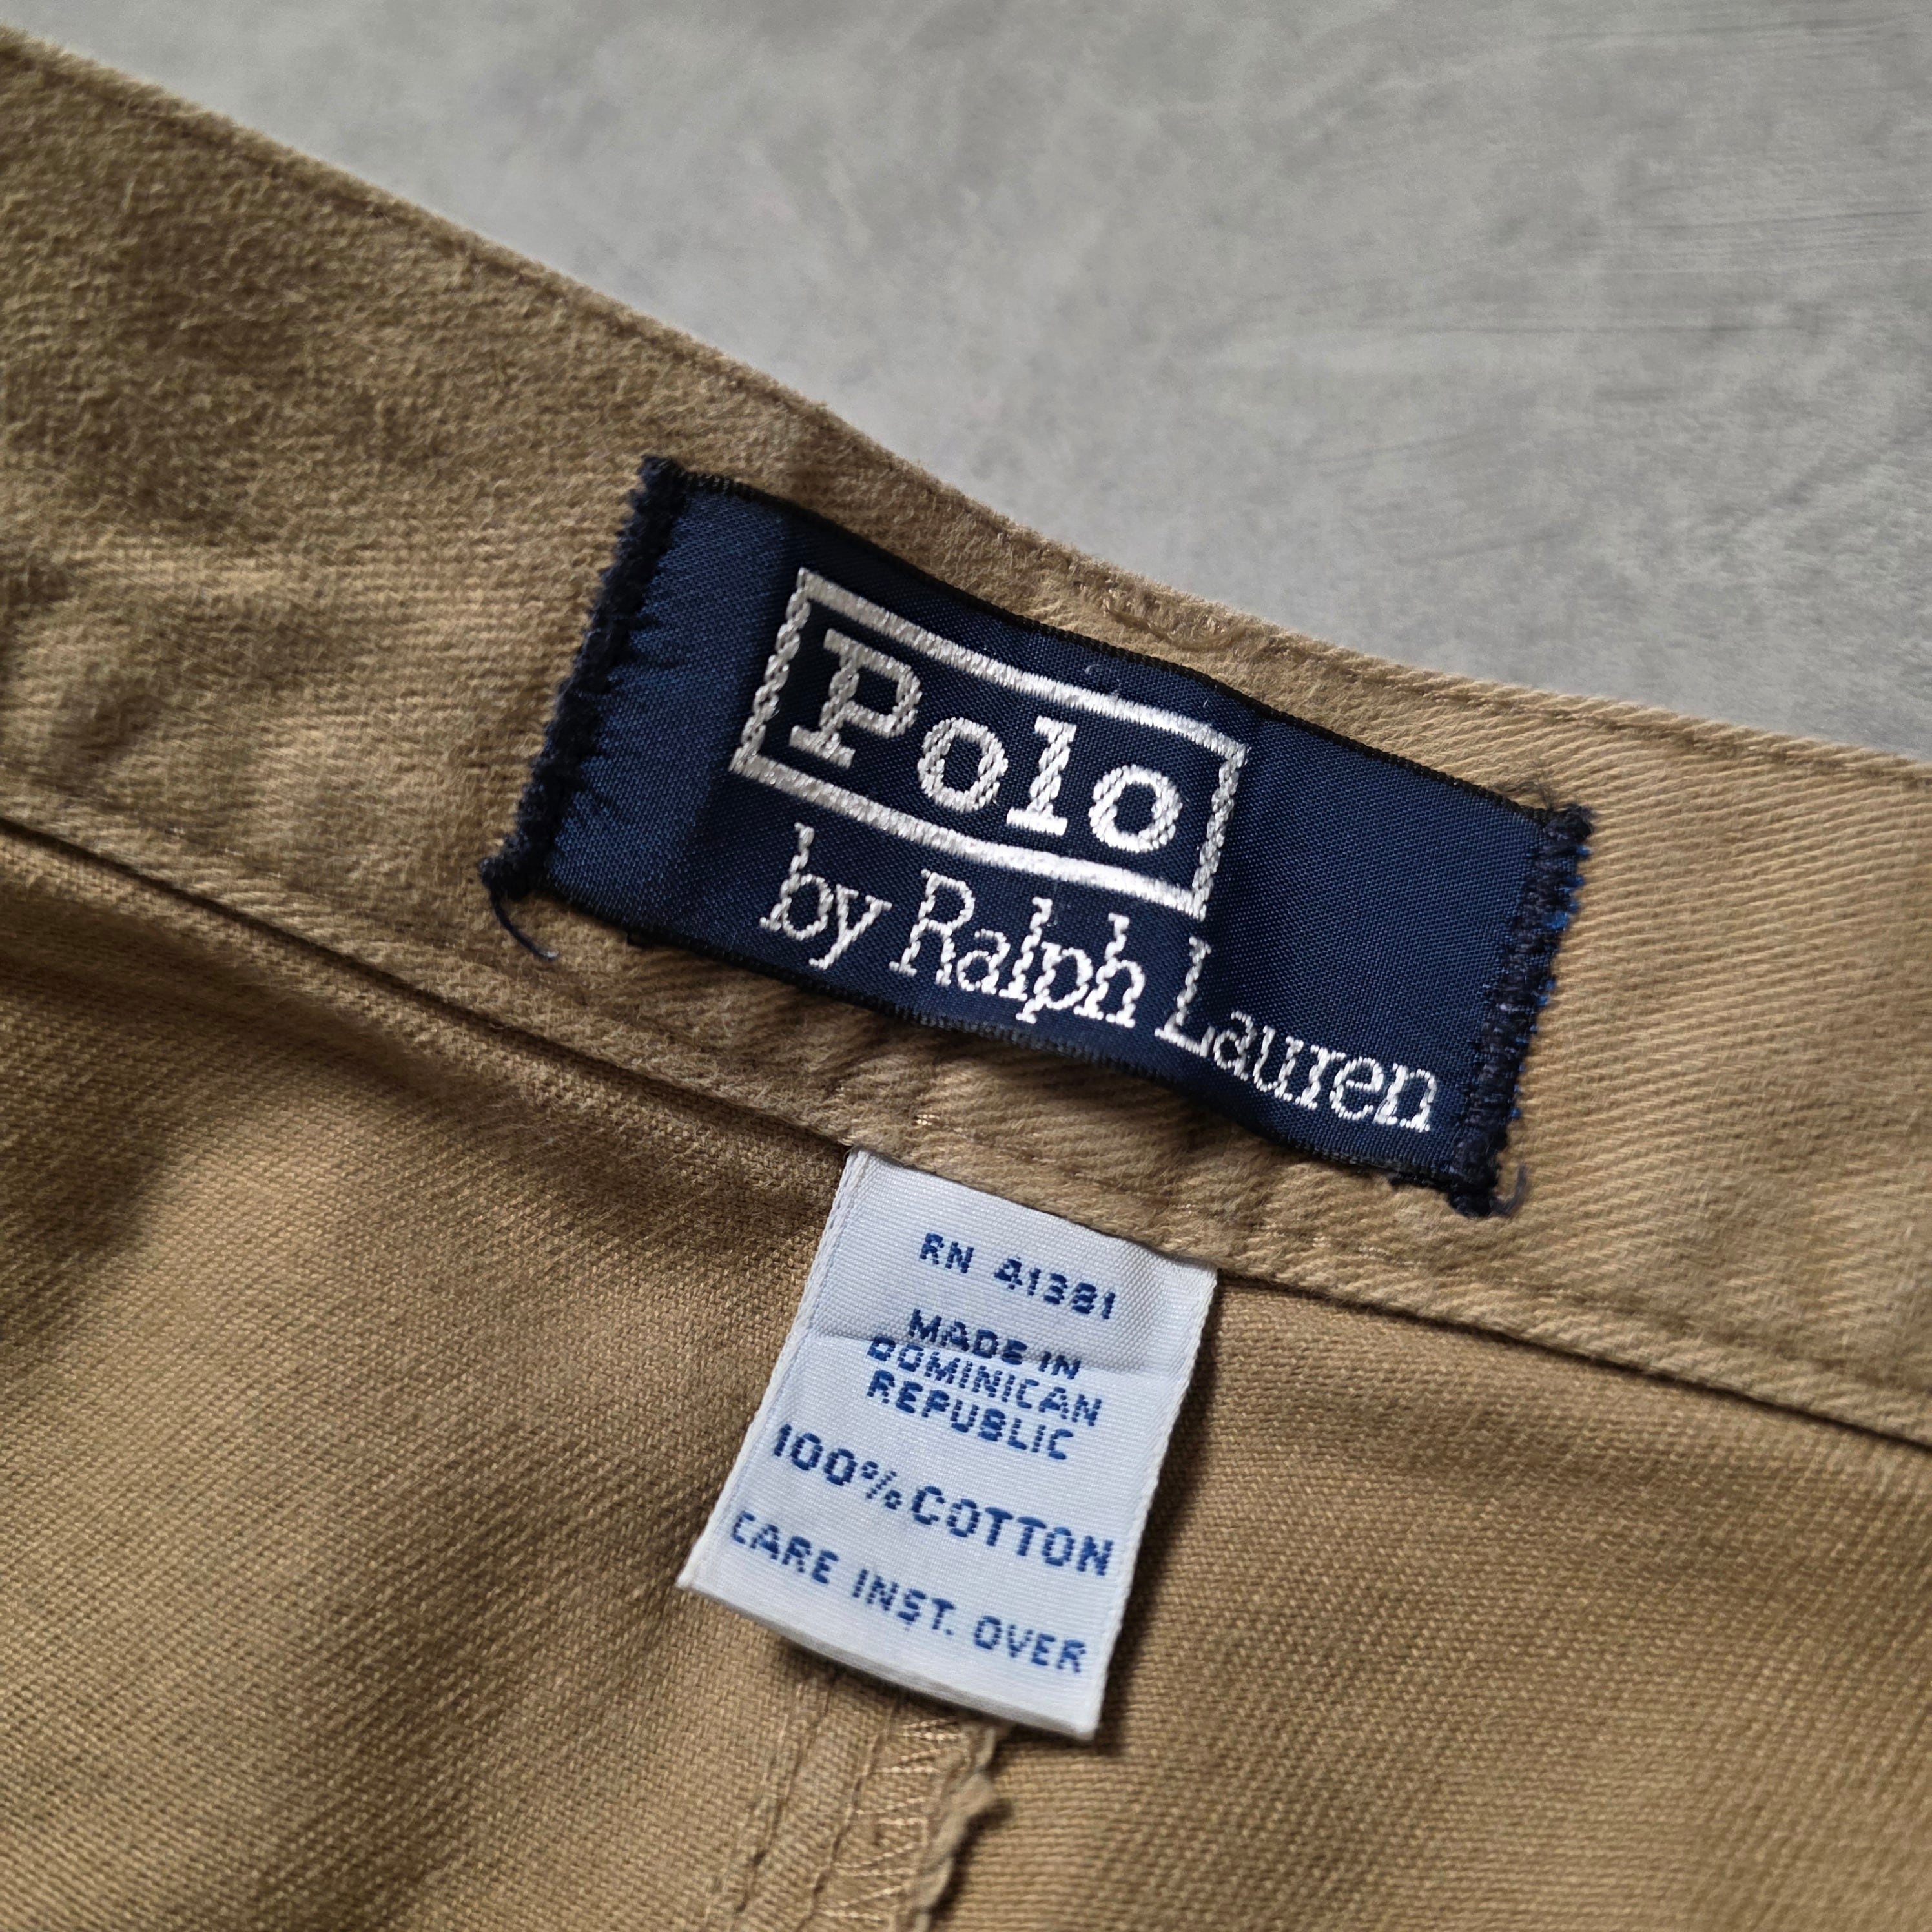 Polo
by Ralph Lauren
RN 41381
MADE IN
DOMINICAN
REPUBLIC
100% COTTON
CARE INST. OVER